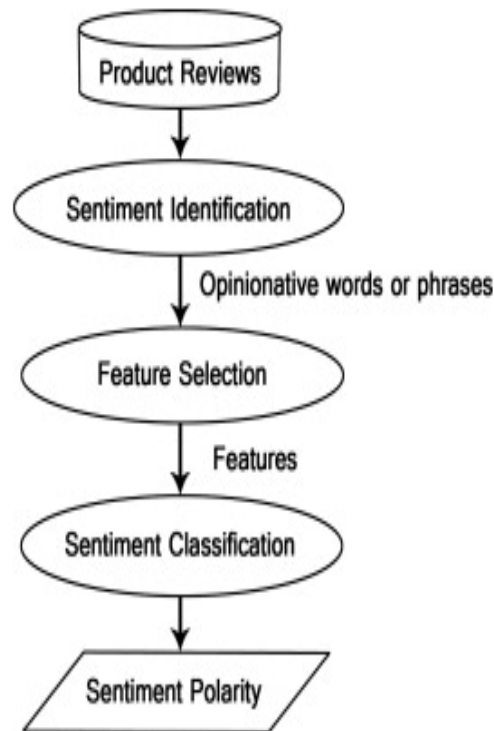 Product Reviews
Sentiment Identification
Opinionative words or phrases
Feature Selection
Features
Sentiment Classification
Sentiment Polarity